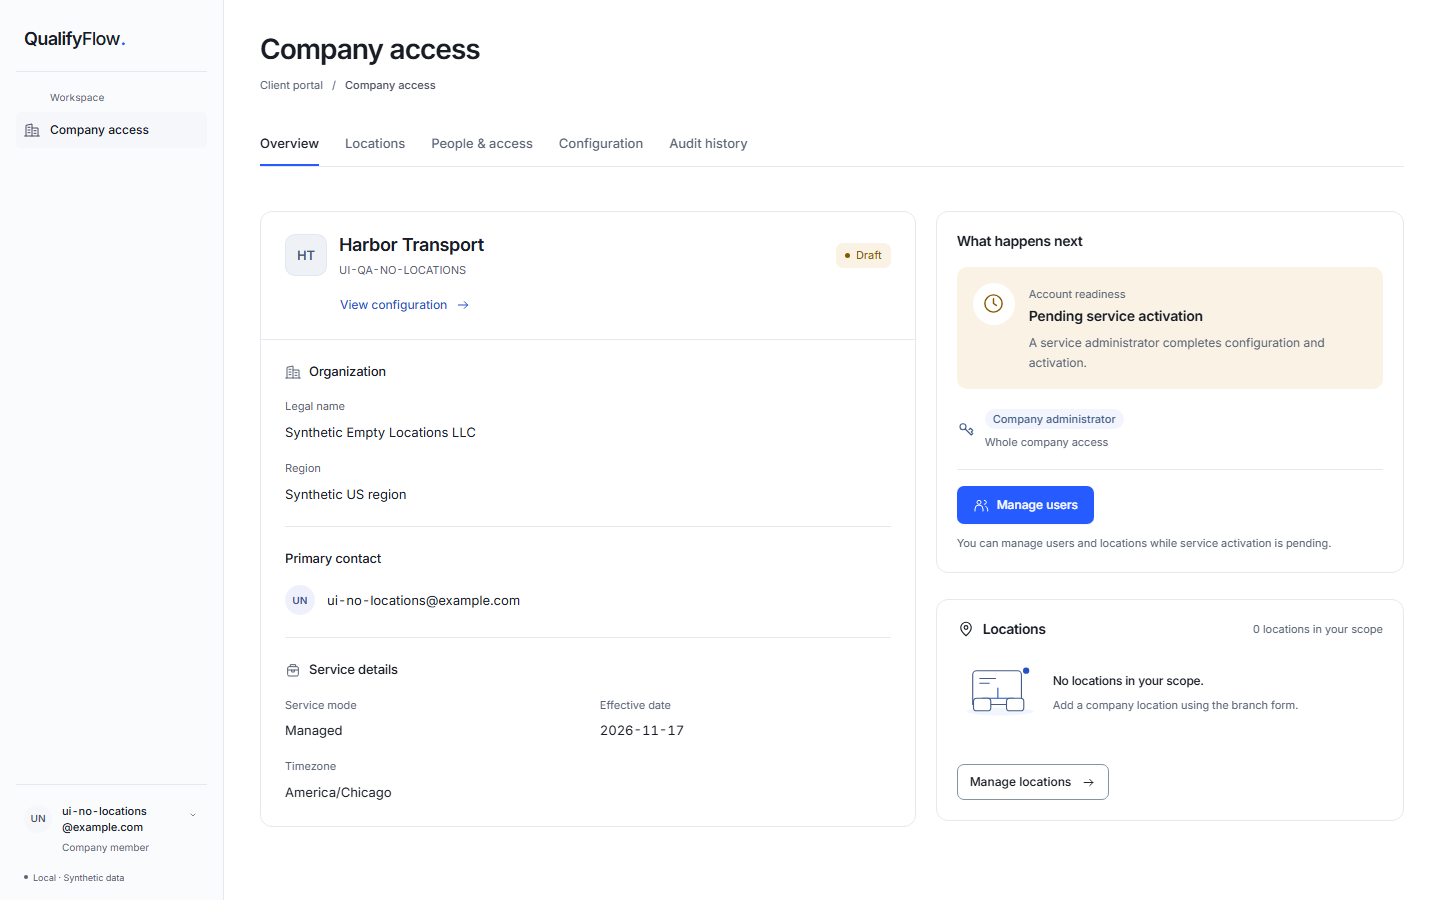 QualifyFlow.
Workspace
Company access
UN
ui-no-locations
@example.com
Company member
Local · Synthetic data
Company access
Client portal / Company access
Overview
Locations
People & access
Configuration
Audit history
HT
Harbor Transport
UI-QA-NO-LOCATIONS
Draft
View configuration →
Organization
Legal name
Synthetic Empty Locations LLC
Region
Synthetic US region
Primary contact
UN
ui-no-locations@example.com
Service details
Service mode
Managed
Effective date
2026-11-17
Timezone
America/Chicago
What happens next
Account readiness
Pending service activation
A service administrator completes configuration and
activation.
Company administrator
Whole company access
Manage users
You can manage users and locations while service activation is pending.
Locations
0 locations in your scope
No locations in your scope.
Add a company location using the branch form.
Manage locations →